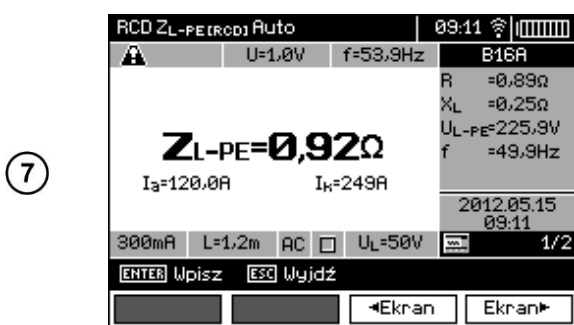 RCD ZL-PE[RCD] Auto 09:11
U=1,0V f=53,9Hz B16A
R =0,89Ω
XL =0,25Ω
UL-PE=225,9V
f =49,9Hz
ZL-PE=0,92Ω
7
Ia=120,0A Ik=249A
2012.05.15
09:11
300mA L=1,2m AC UL=50V 1/2
ENTER Wpisz ESC Wyjdź
◄Ekran Ekran►